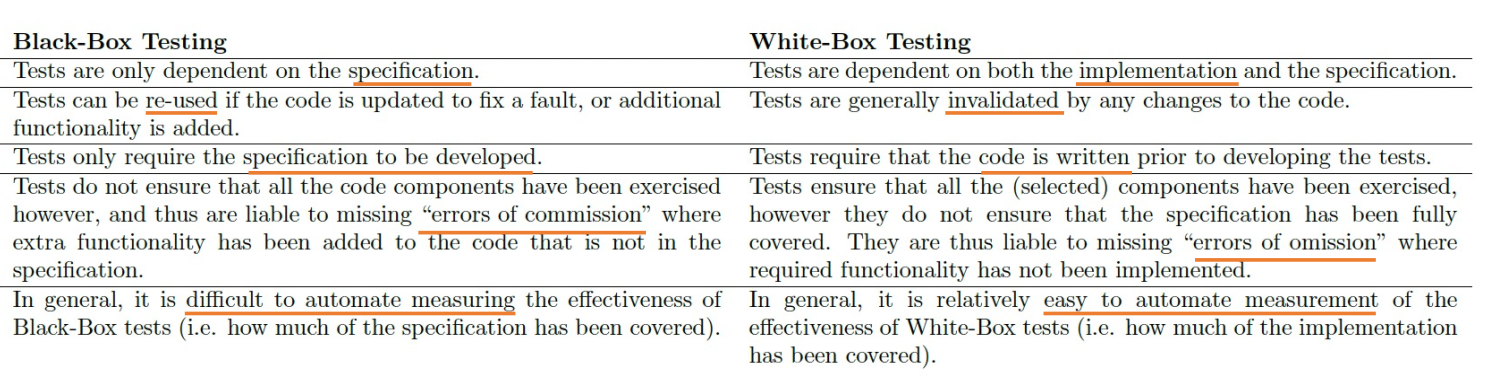 Black-Box Testing
White-Box Testing
Tests are only dependent on the specification.
Tests are dependent on both the implementation and the specification.
Tests can be re-used if the code is updated to fix a fault, or additional
functionality is added.
Tests are generally invalidated by any changes to the code.
Tests only require the specification to be developed.
Tests require that the code is written prior to developing the tests.
Tests do not ensure that all the code components have been exercised
however, and thus are liable to missing “errors of commission” where
extra functionality has been added to the code that is not in the
specification.
Tests ensure that all the (selected) components have been exercised,
however they do not ensure that the specification has been fully
covered. They are thus liable to missing “errors of omission” where
required functionality has not been implemented.
In general, it is difficult to automate measuring the effectiveness of
Black-Box tests (i.e. how much of the specification has been covered).
In general, it is relatively easy to automate measurement of the
effectiveness of White-Box tests (i.e. how much of the implementation
has been covered).